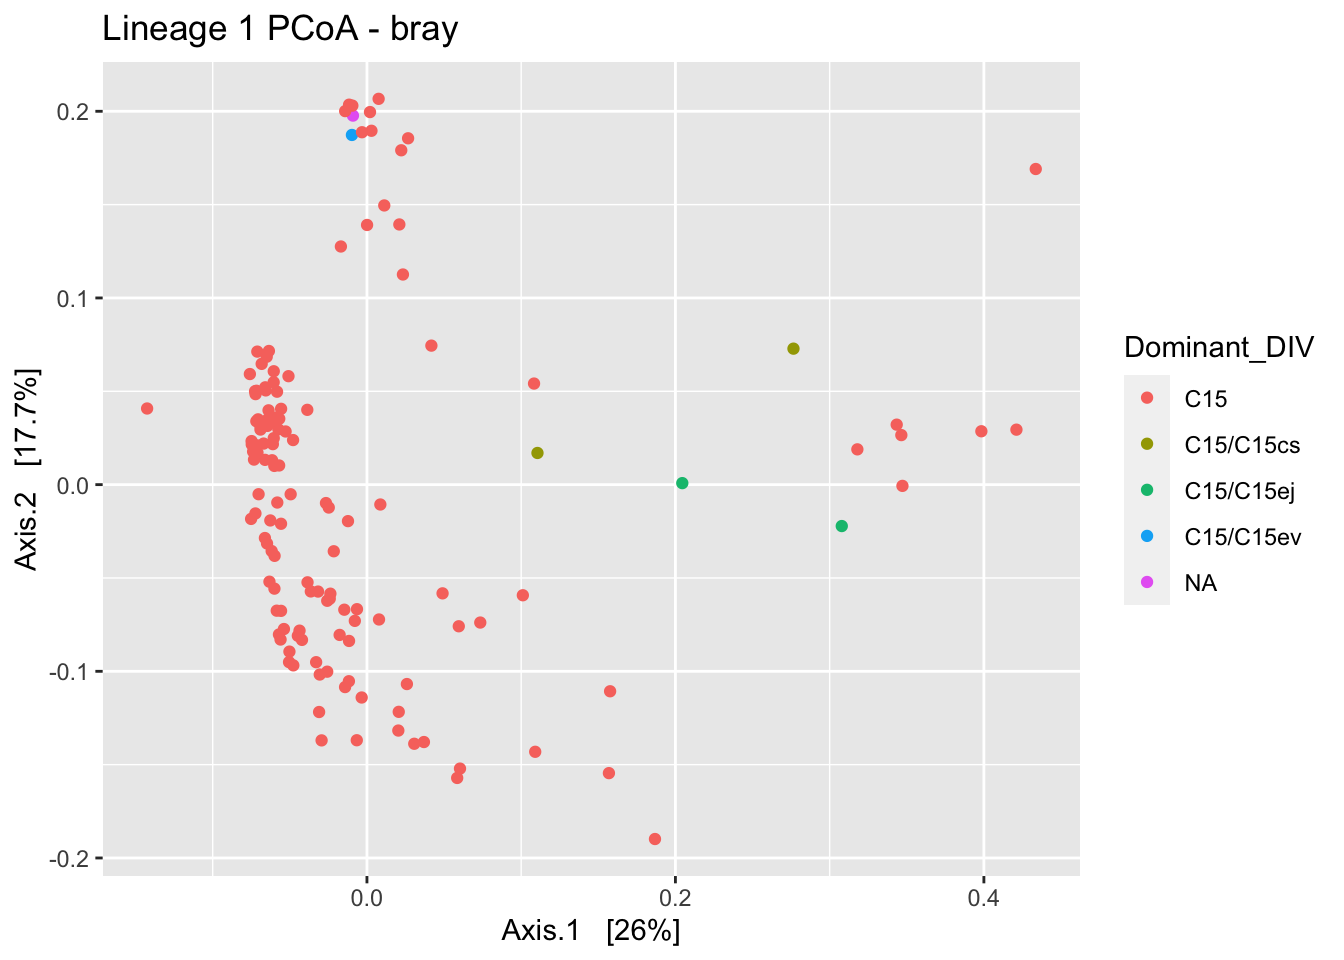 Lineage 1 PCoA - bray
0.2
0.1
0.0
-0.1
-0.2
Axis.2 [17.7%]
0.0 0.2 0.4
Axis.1 [26%]
Dominant_DIV
C15
C15/C15cs
C15/C15ej
C15/C15ev
NA